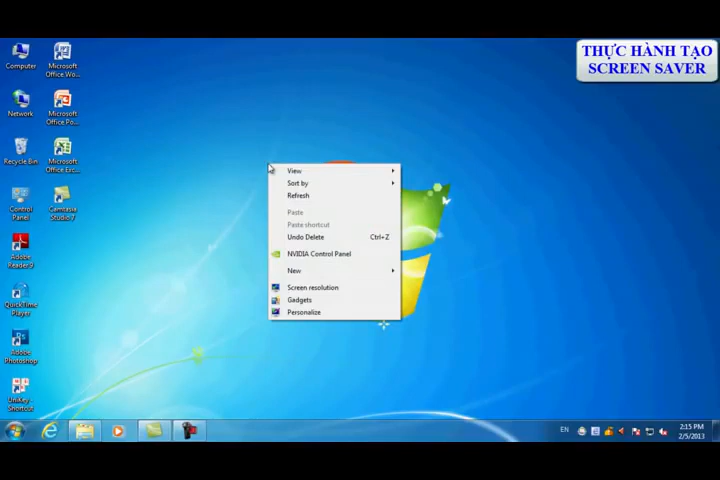 THỰC HÀNH TẠO
SCREEN SAVER
Computer
Microsoft
Office Wo...
Network
Microsoft
Office Po...
Recycle Bin
Microsoft
Office Exc...
Control
Panel
Camtasia
Studio 7
Adobe
Reader 9
QuickTime
Player
Adobe
Photoshop
UniKey -
Shortcut
View
Sort by
Refresh
Paste
Paste shortcut
Undo Delete Ctrl+Z
NVIDIA Control Panel
New
Screen resolution
Gadgets
Personalize
EN
2:15 PM
2/5/2013